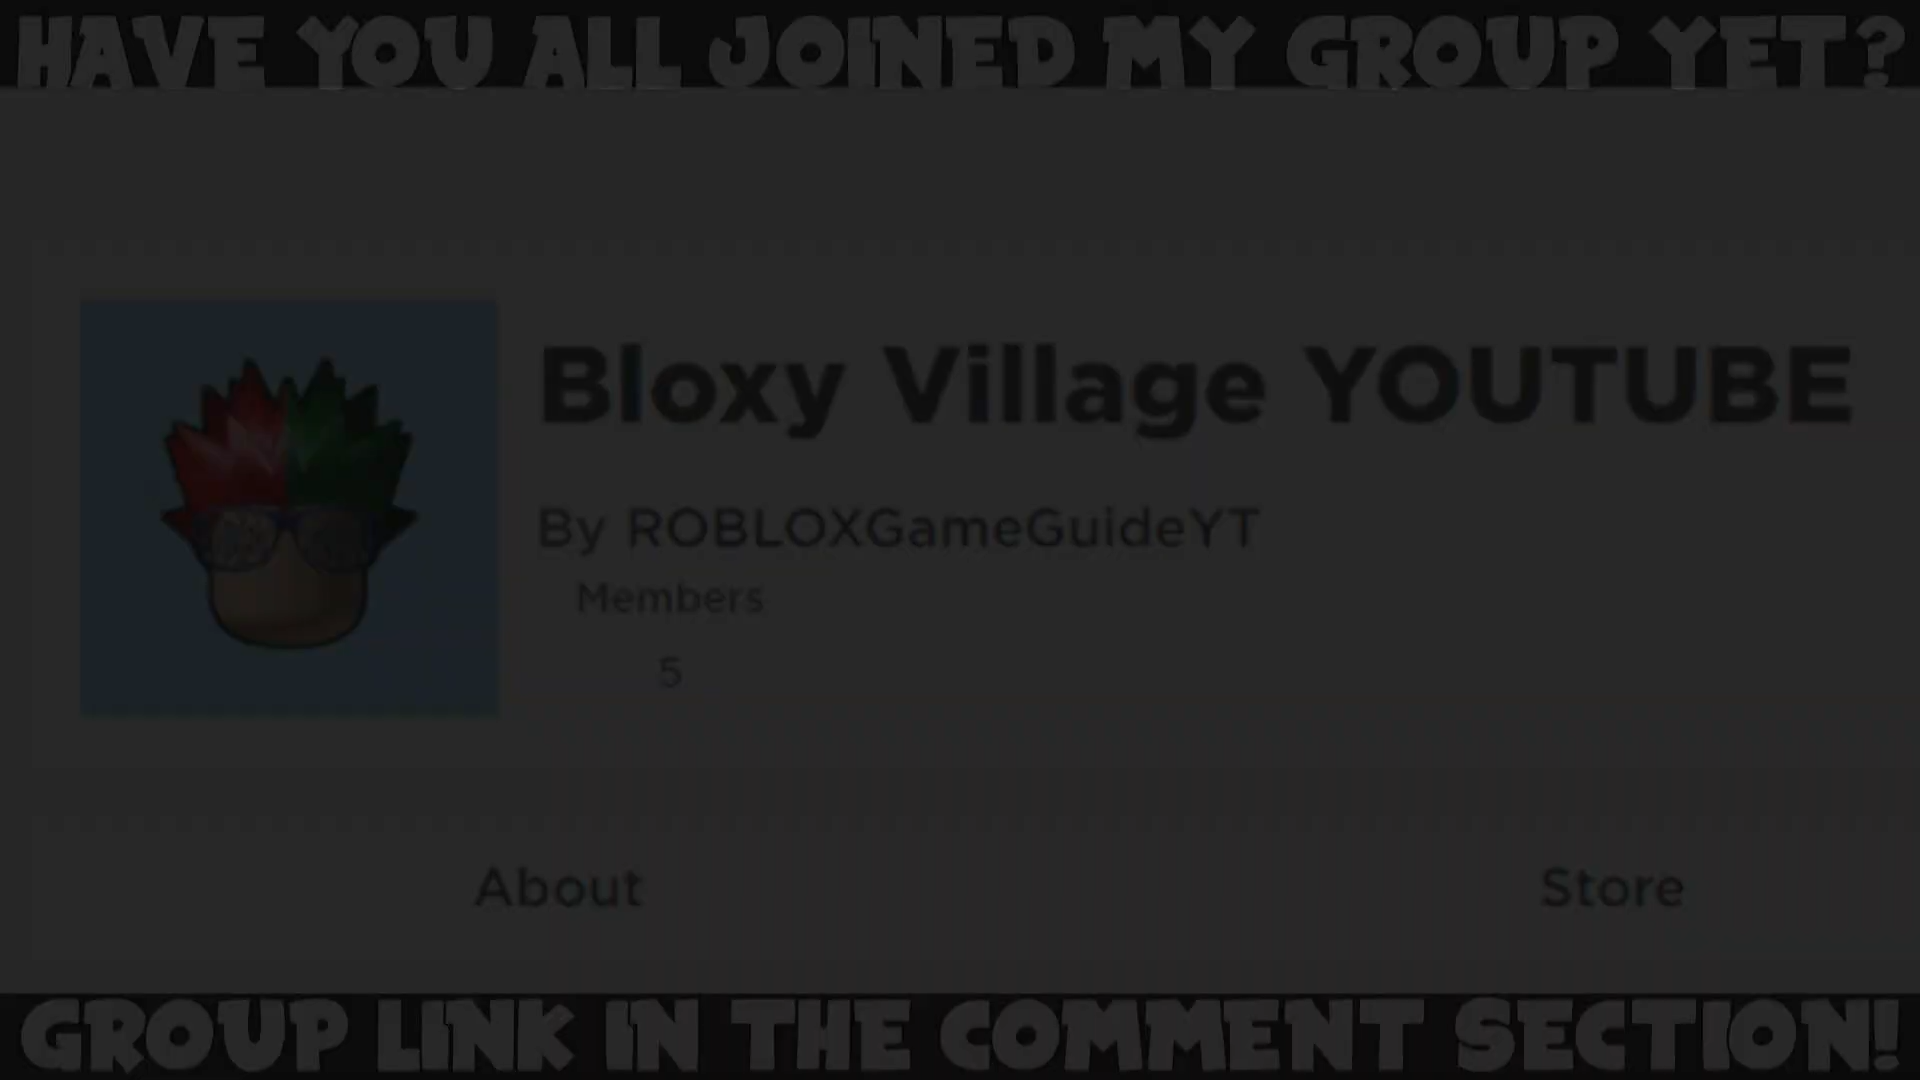 HAVE YOU ALL JOINED MY GROUP YET?
Bloxy Village YOUTUBE
By ROBLOXGameGuideYT
Members
5
About
Store
GROUP LINK IN THE COMMENT SECTION!